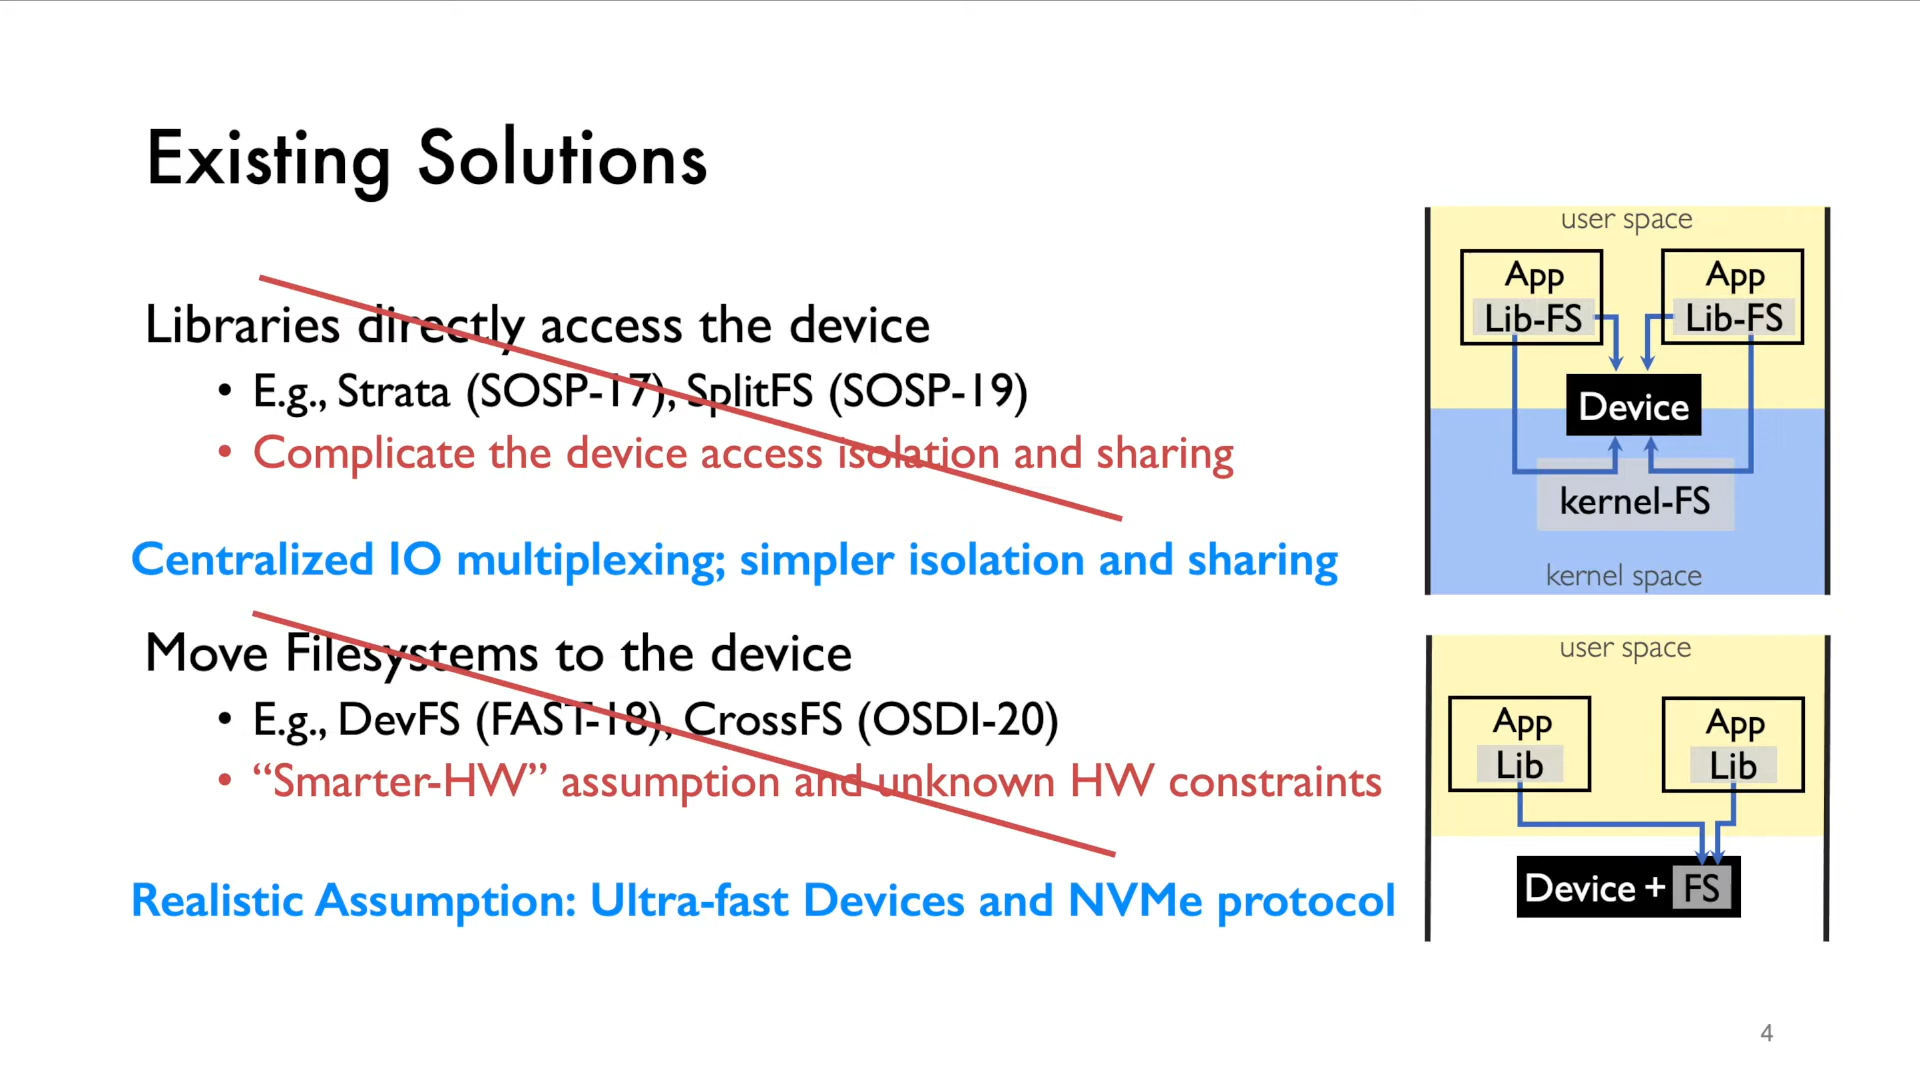 Existing Solutions
Libraries directly access the device
• E.g., Strata (SOSP-17), SplitFS (SOSP-19)
• Complicate the device access isolation and sharing
Centralized IO multiplexing; simpler isolation and sharing
Move Filesystems to the device
• E.g., DevFS (FAST-18), CrossFS (OSDI-20)
• “Smarter-HW” assumption and unknown HW constraints
Realistic Assumption: Ultra-fast Devices and NVMe protocol
user space
App
Lib-FS
App
Lib-FS
Device
kernel-FS
kernel space
user space
App
Lib
App
Lib
Device + FS
4